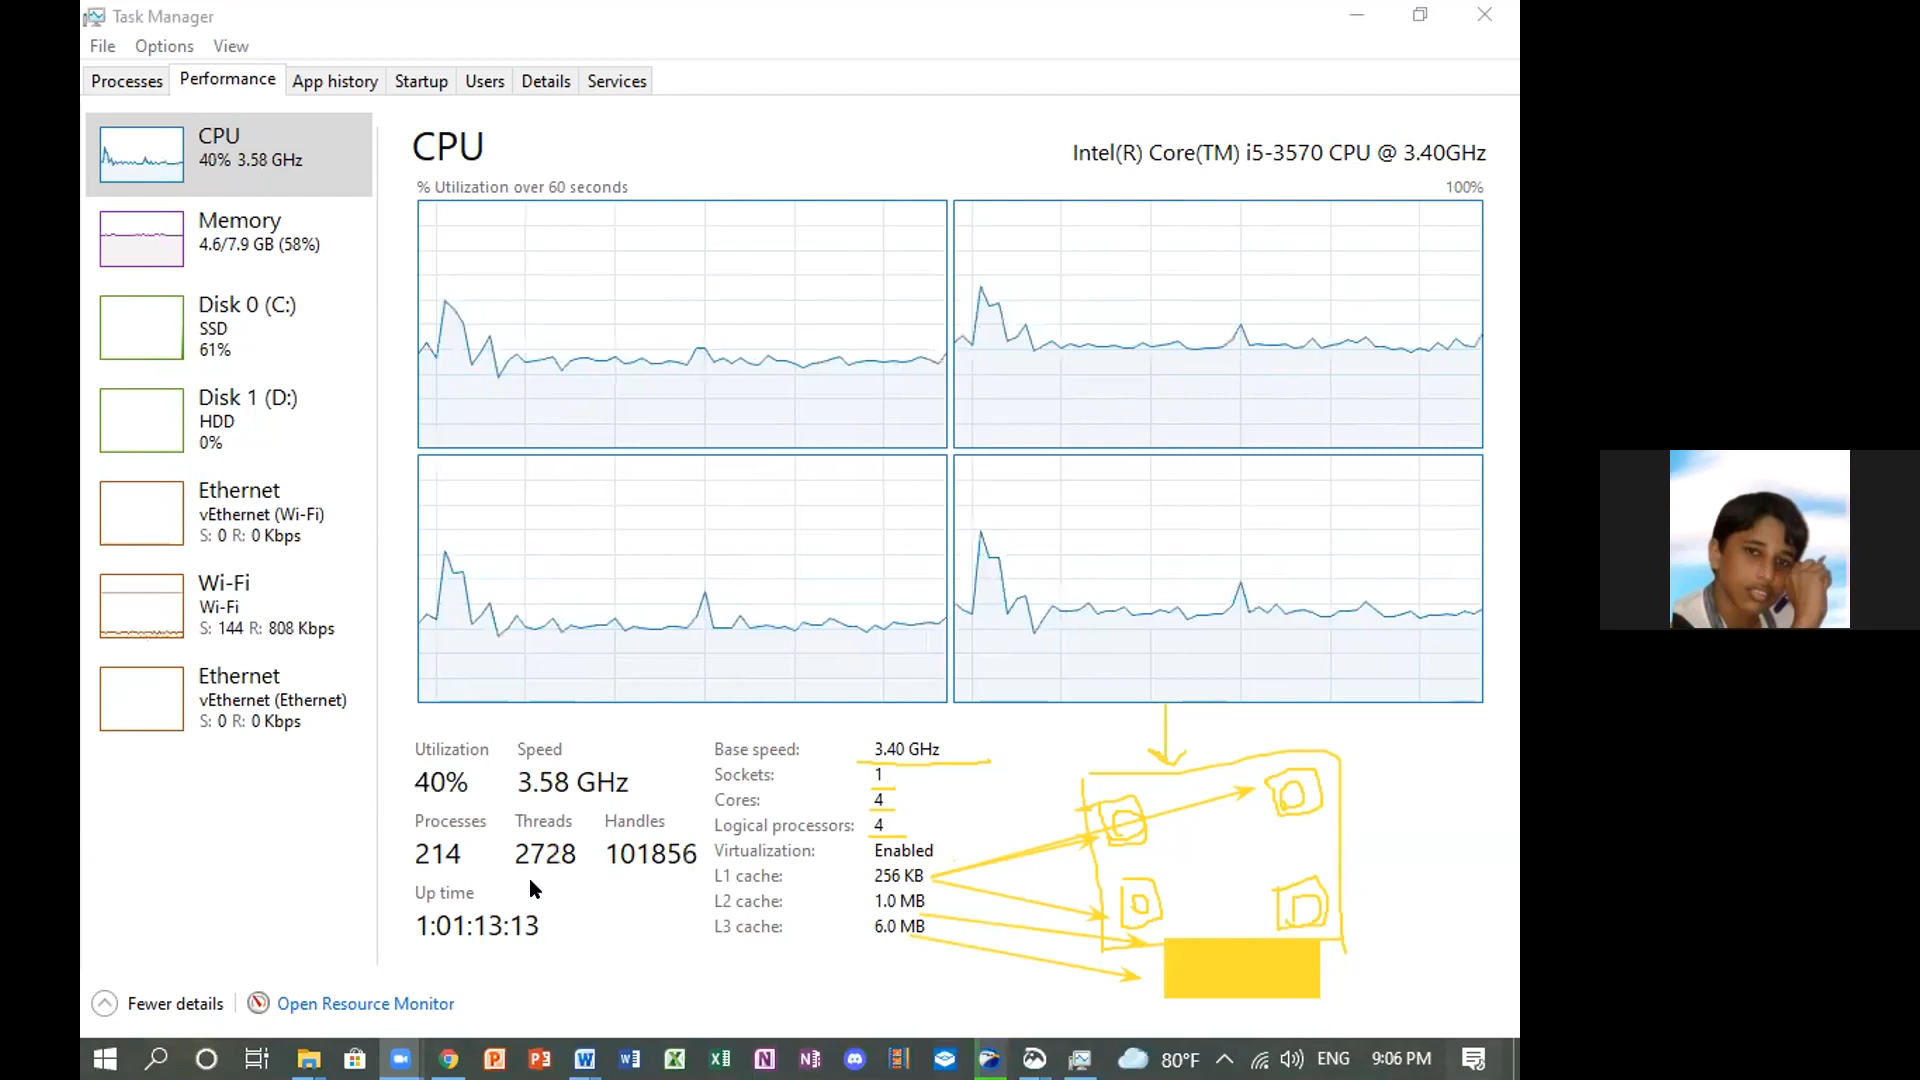 Task Manager
File Options View
Processes Performance App history Startup Users Details Services
CPU
40% 3.58 GHz
Memory
4.6/7.9 GB (58%)
Disk 0 (C:)
SSD
61%
Disk 1 (D:)
HDD
0%
Ethernet
vEthernet (Wi-Fi)
S: 0 R: 0 Kbps
Wi-Fi
Wi-Fi
S: 144 R: 808 Kbps
Ethernet
vEthernet (Ethernet)
S: 0 R: 0 Kbps
CPU
Intel(R) Core(TM) i5-3570 CPU @ 3.40GHz
% Utilization over 60 seconds 100%
Utilization Speed
40% 3.58 GHz
Processes Threads Handles
214 2728 101856
Up time
1:01:13:13
Base speed: 3.40 GHz
Sockets: 1
Cores: 4
Logical processors: 4
Virtualization: Enabled
L1 cache: 256 KB
L2 cache: 1.0 MB
L3 cache: 6.0 MB
Fewer details Open Resource Monitor
80°F ENG 9:06 PM